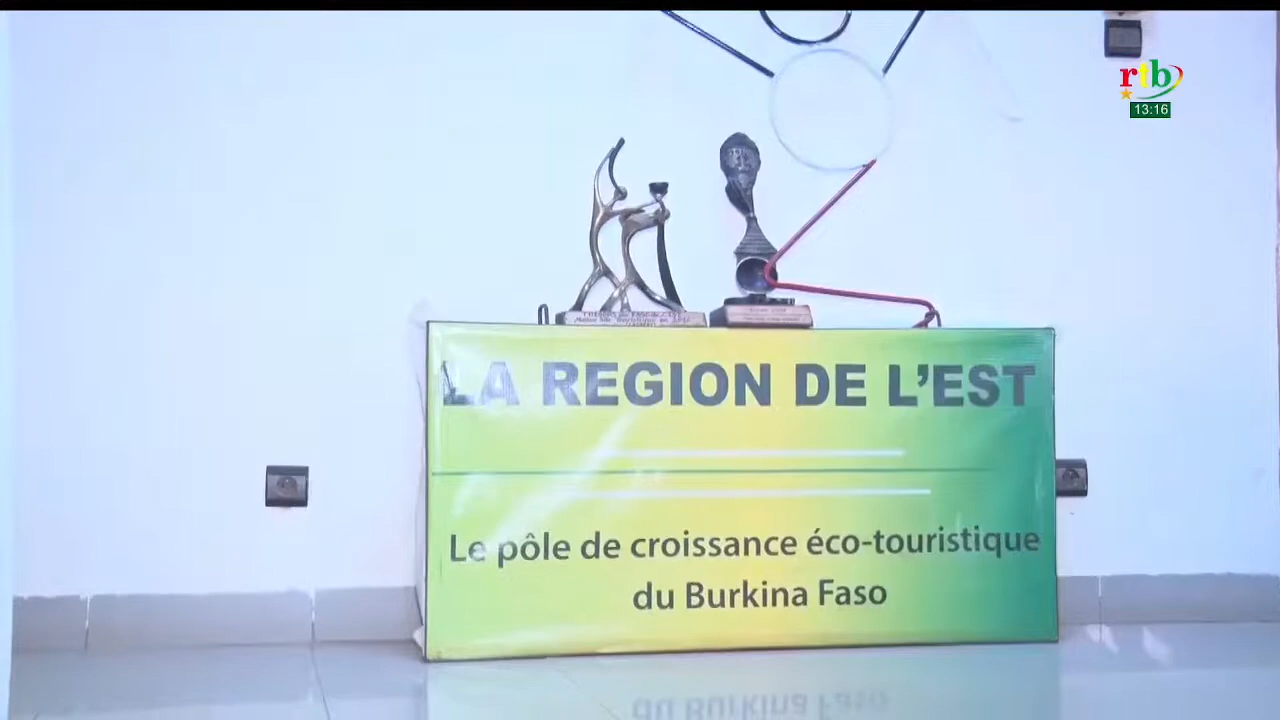 rtb
13:16
LA REGION DE L'EST
Le pôle de croissance éco-touristique
du Burkina Faso